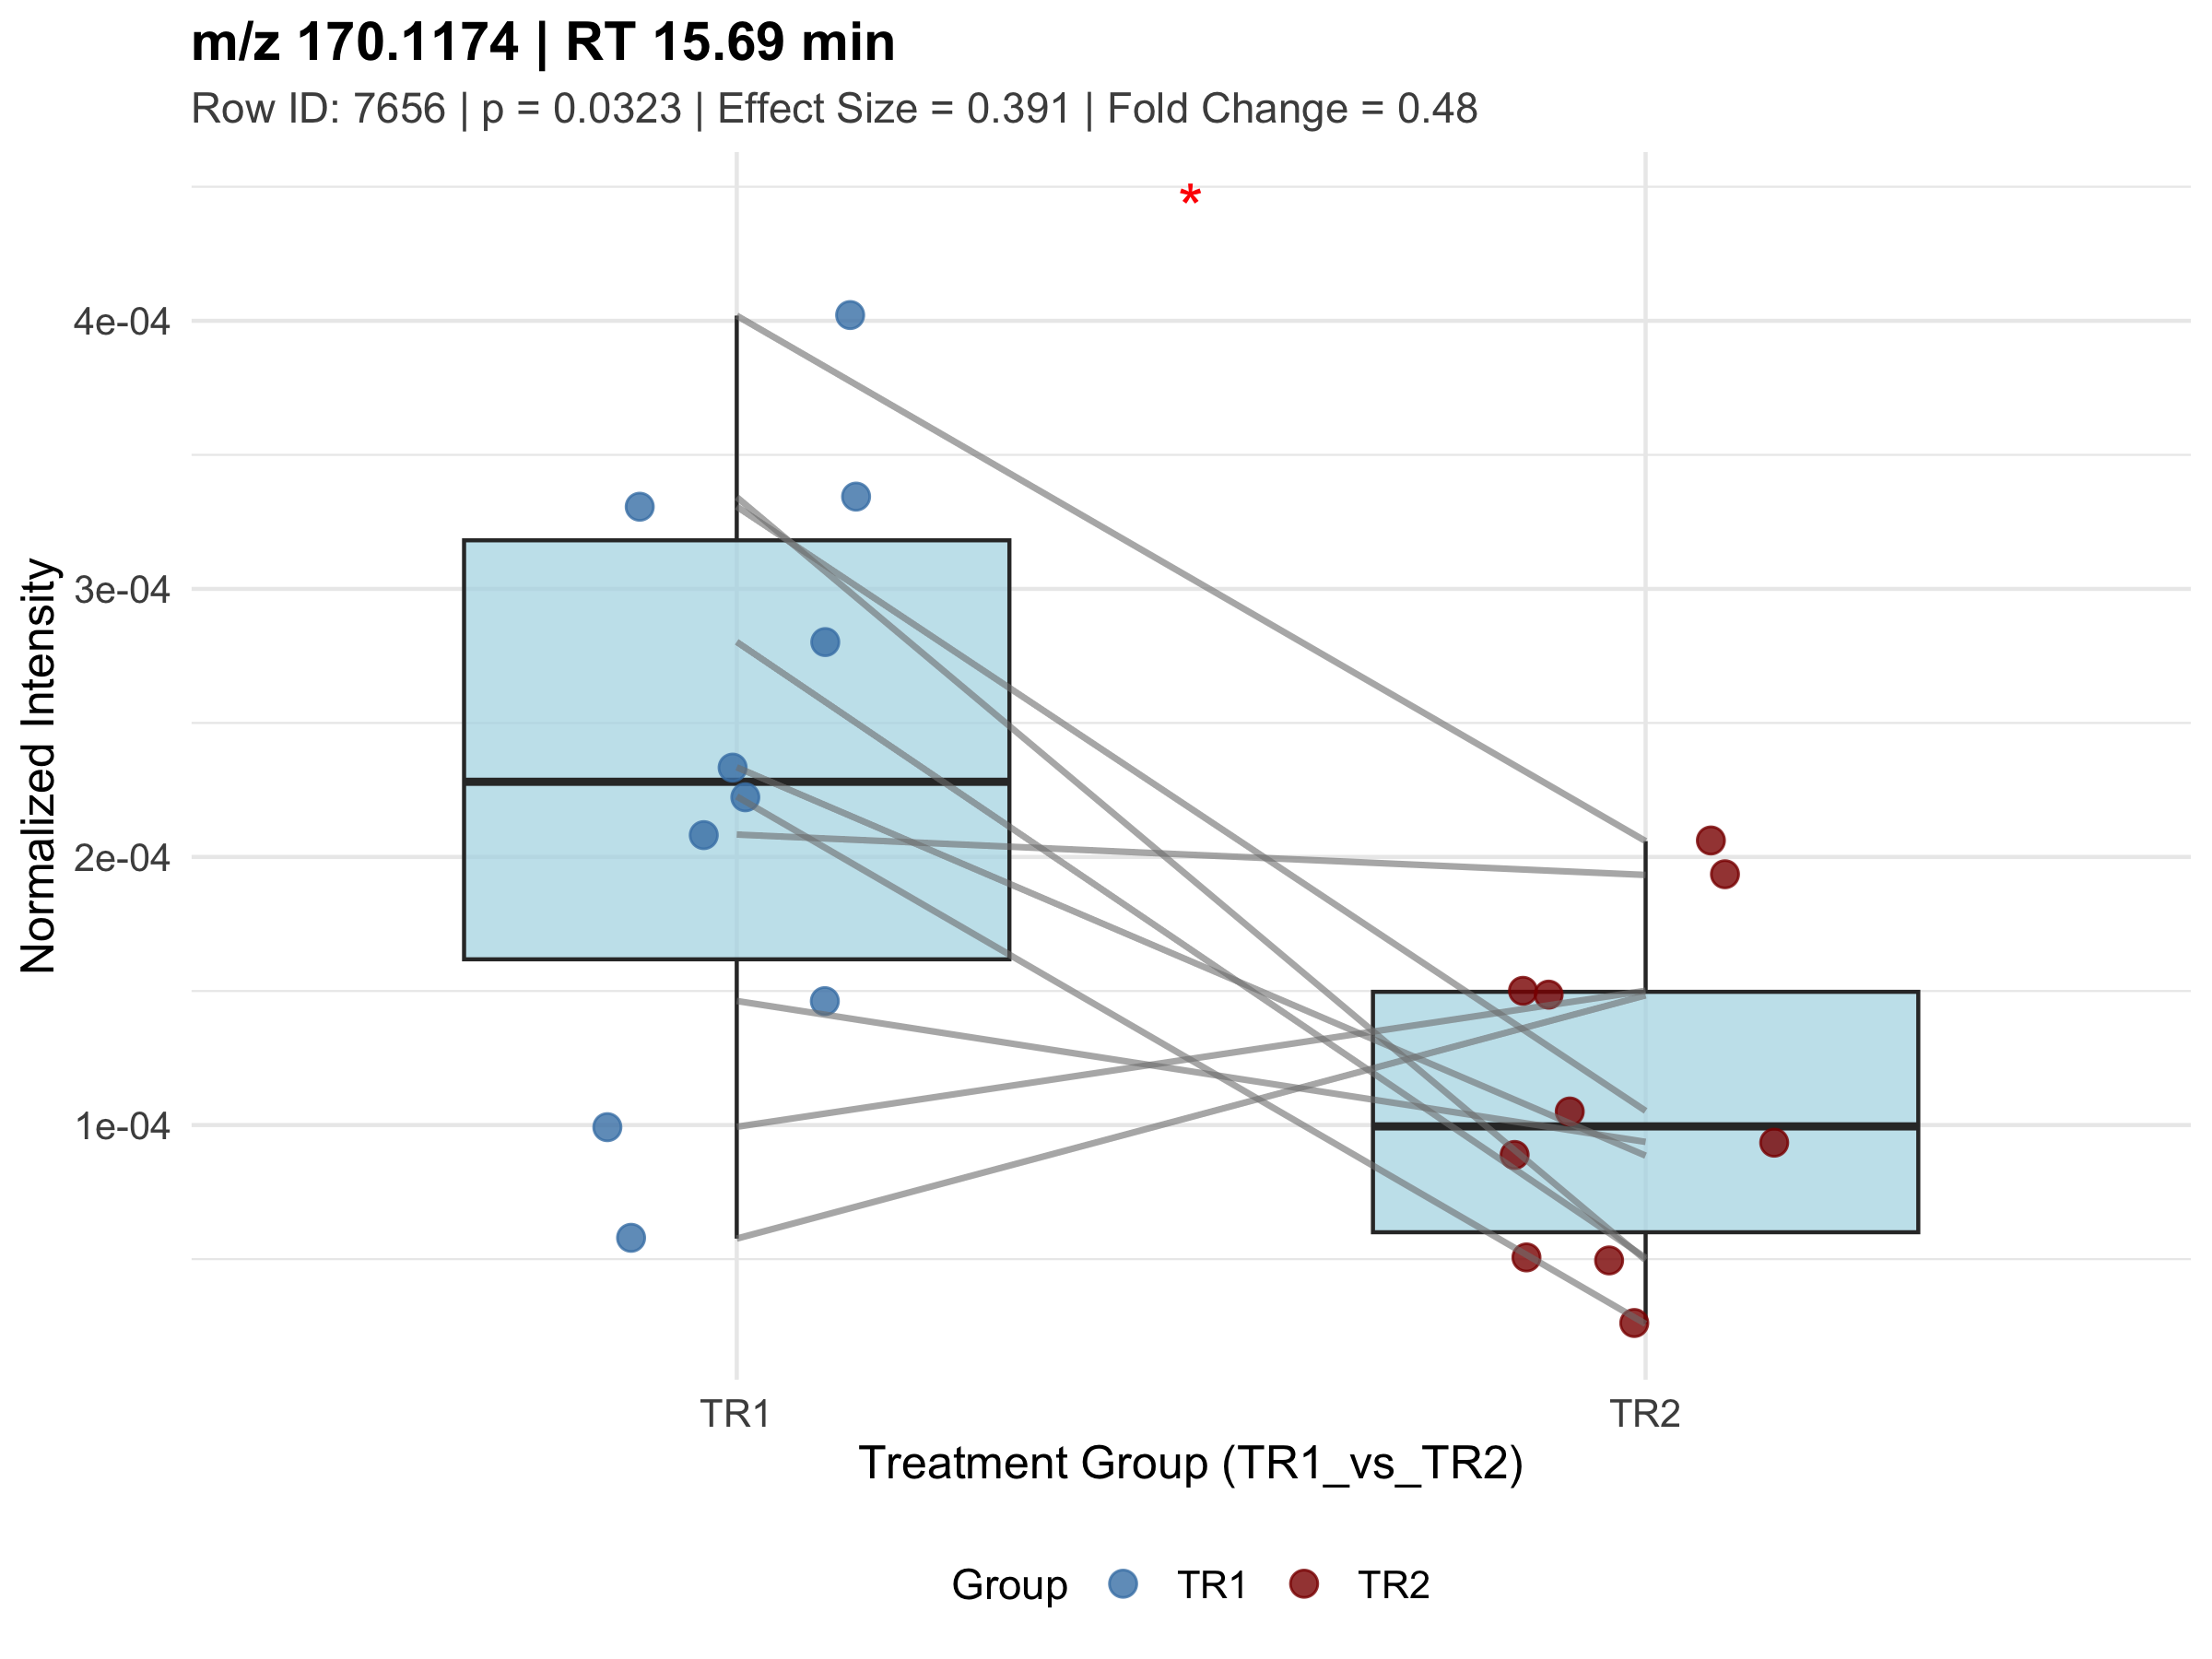 m/z 170.1174 | RT 15.69 min
Row ID: 7656 | p = 0.0323 | Effect Size = 0.391 | Fold Change = 0.48
*
Normalized Intensity
4e-04
3e-04
2e-04
1e-04
TR1
TR2
Treatment Group (TR1_vs_TR2)
Group TR1 TR2